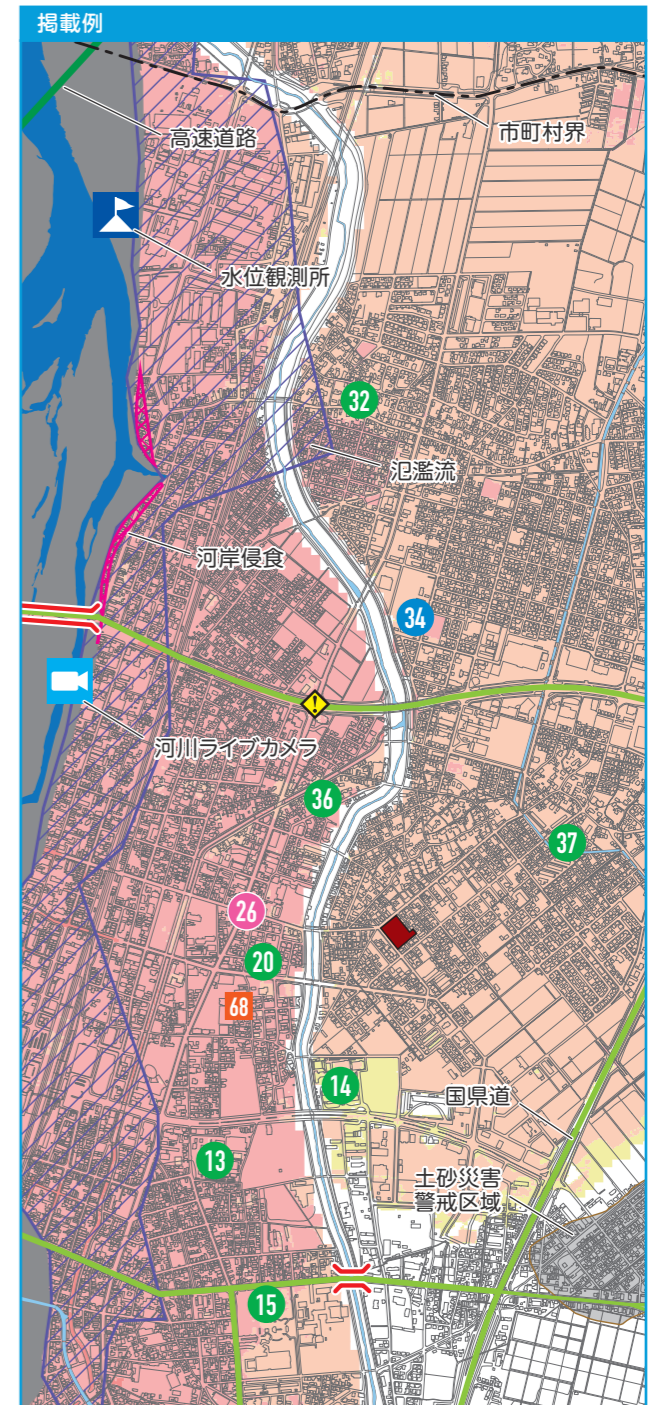 掲載例
高速道路
市町村界
水位観測所
32
氾濫流
河岸侵食
34
河川ライブカメラ
36
37
26
20
68
14
国県道
13
土砂災害
警戒区域
15